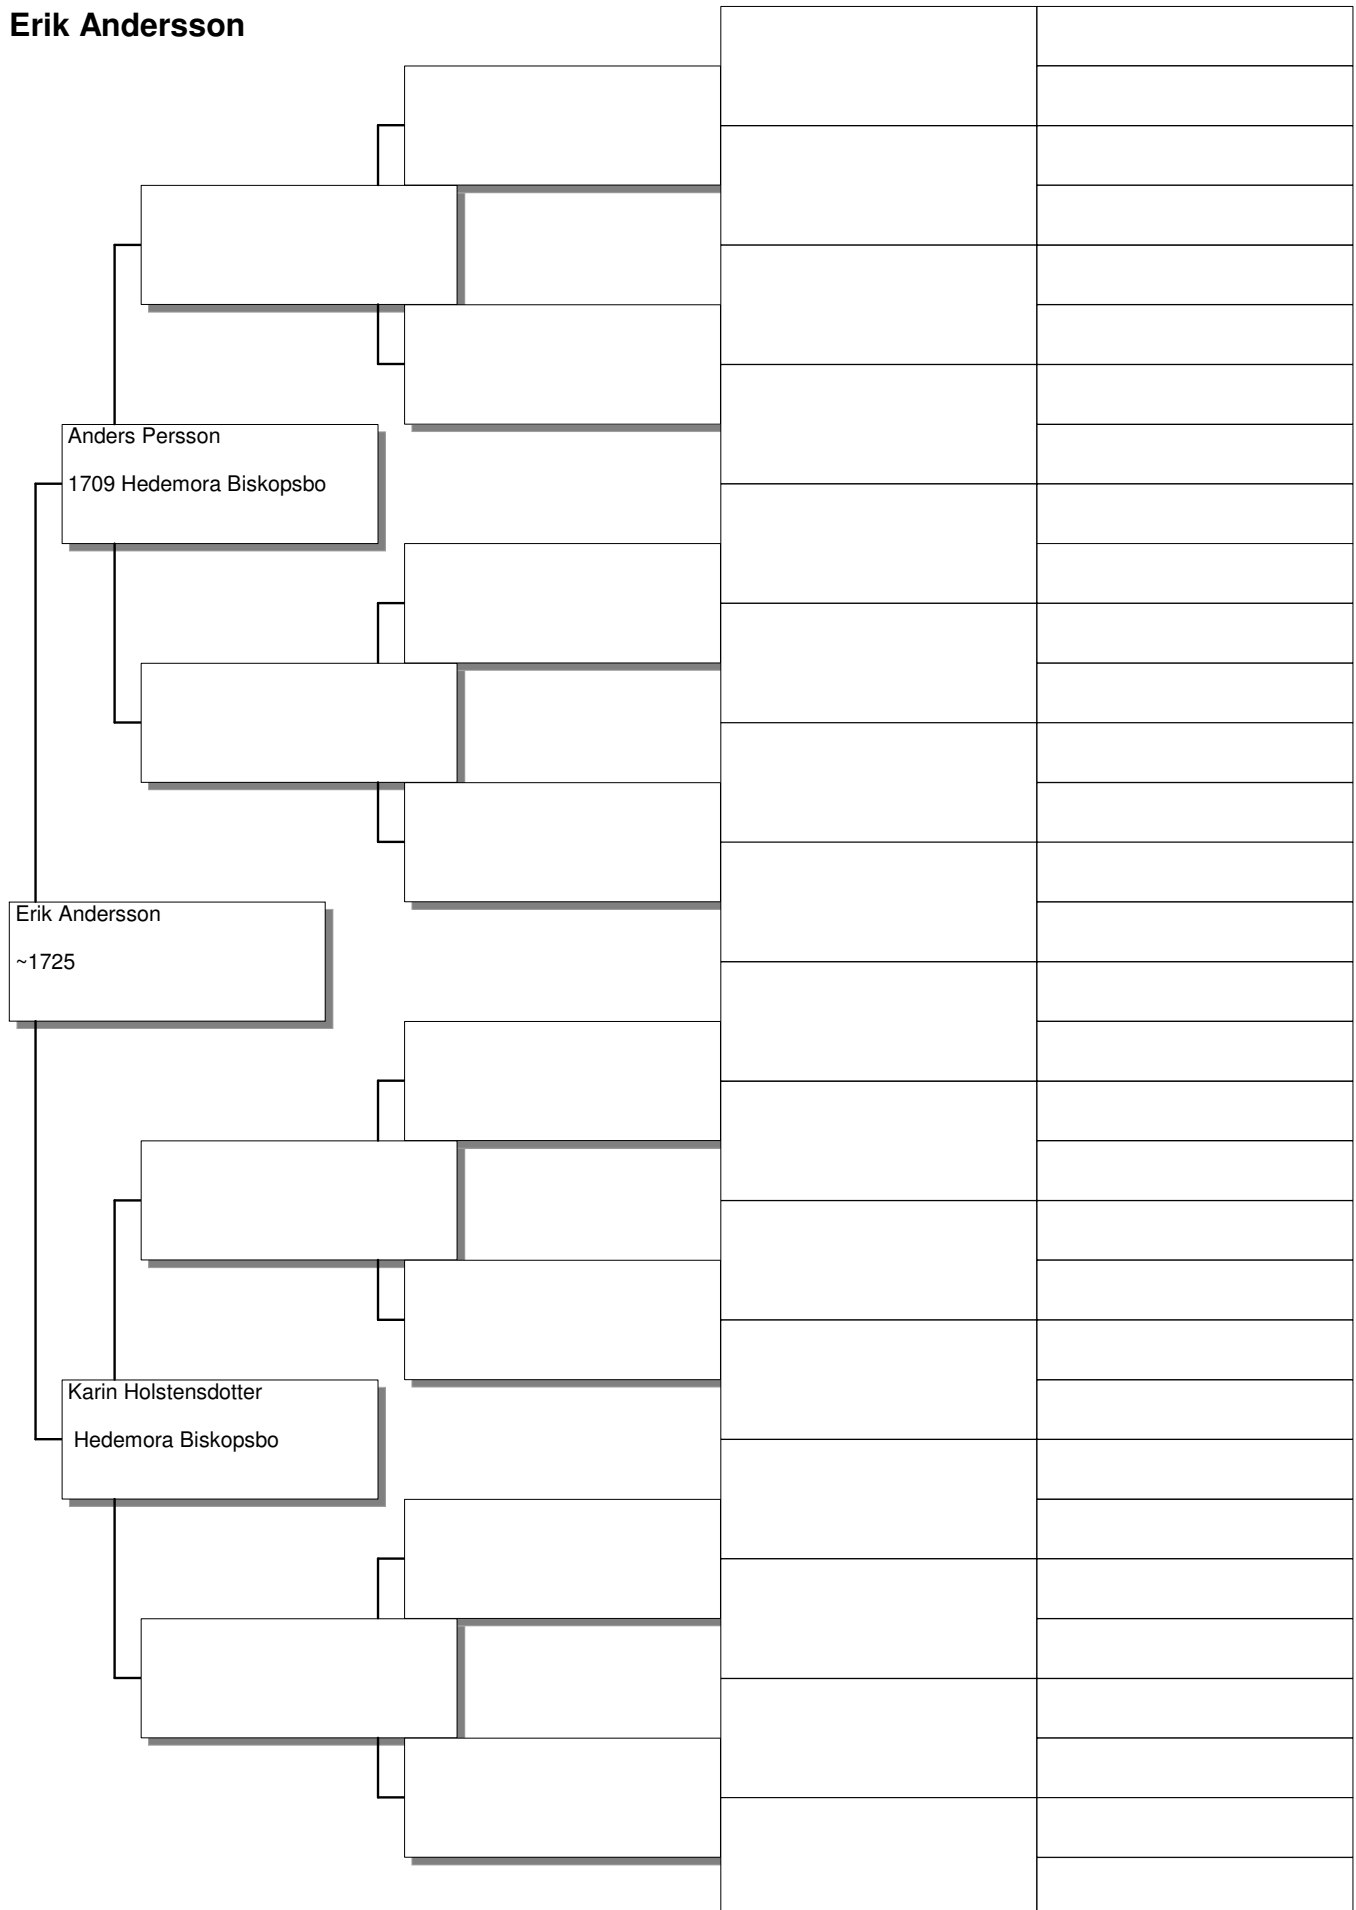 Erik Andersson
Anders Persson
1709 Hedemora Biskopsbo
Erik Andersson
~1725
Karin Holstensdotter
Hedemora Biskopsbo